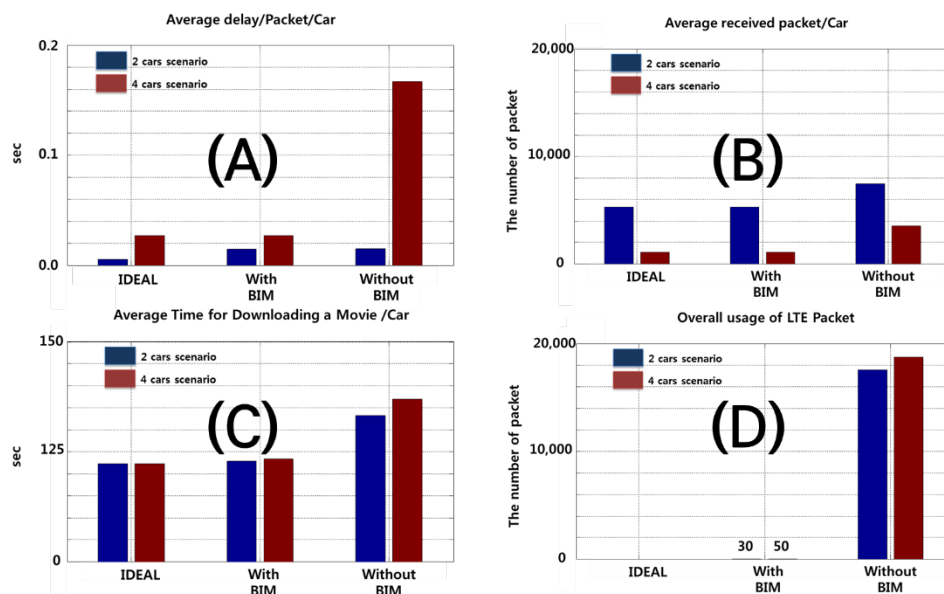 Average delay/Packet/Car
0.2
2 cars scenario
4 cars scenario
0.1
sec
(A)
0.0
IDEAL
With
BIM
Without
BIM
Average received packet/Car
20,000
2 cars scenario
4 cars scenario
10,000
The number of packet
(B)
0
IDEAL
With
BIM
Without
BIM
Average Time for Downloading a Movie /Car
150
2 cars scenario
4 cars scenario
125
sec
(C)
0
IDEAL
With
BIM
Without
BIM
Overall usage of LTE Packet
20,000
2 cars scenario
4 cars scenario
10,000
The number of packet
(D)
30 50
0
IDEAL
With
BIM
Without
BIM